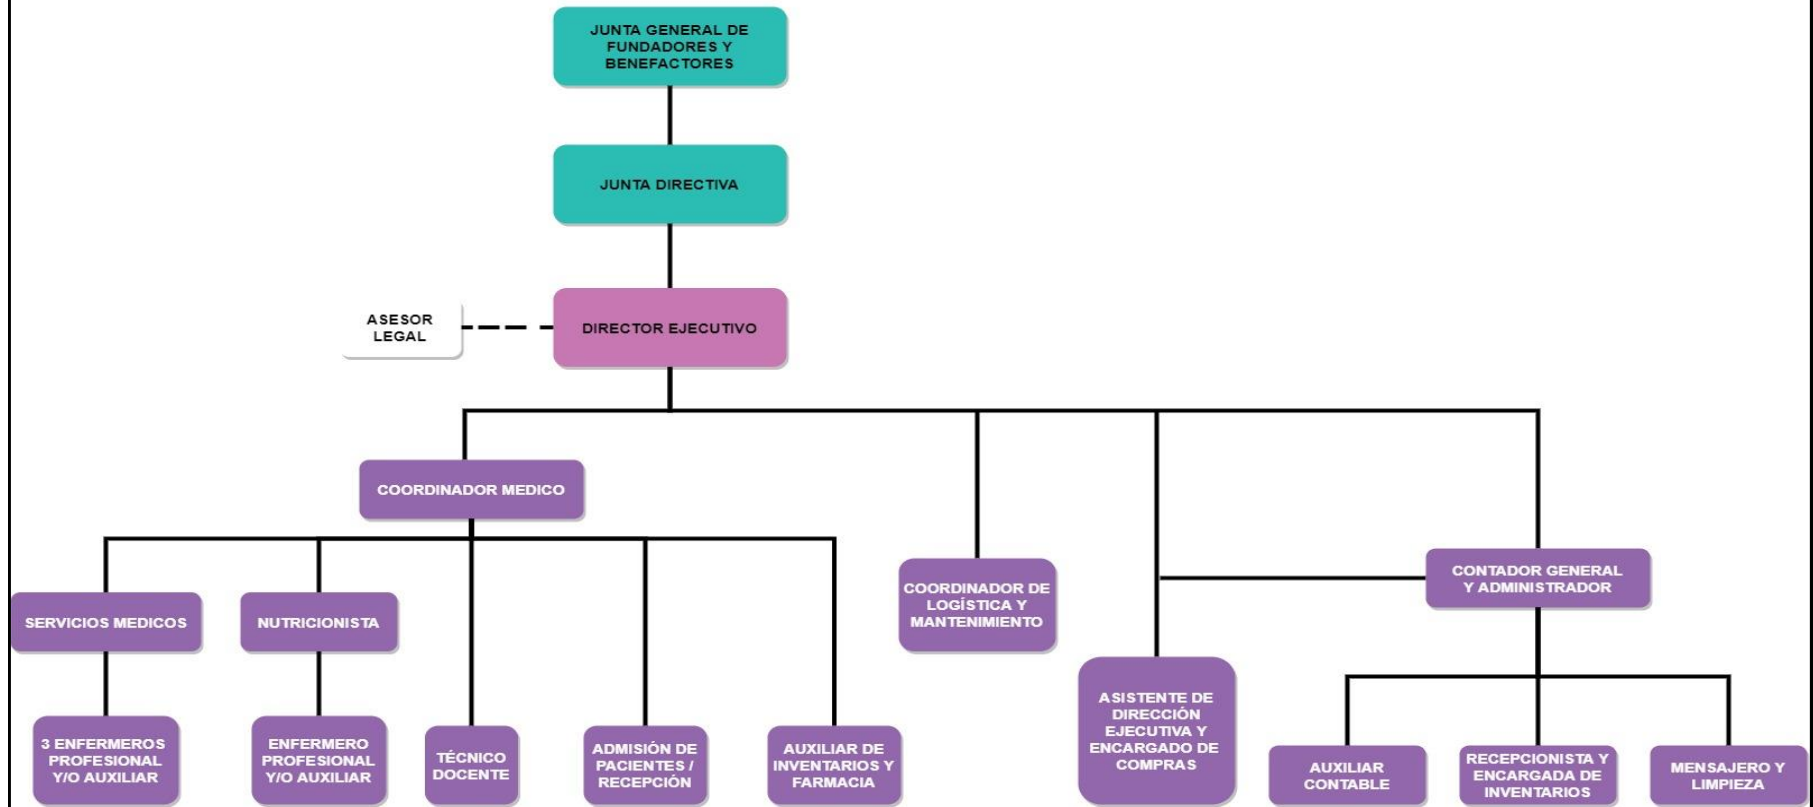 JUNTA GENERAL DE
FUNDADORES Y
BENEFACTORES
JUNTA DIRECTIVA
ASESOR
LEGAL
DIRECTOR EJECUTIVO
COORDINADOR MEDICO
COORDINADOR DE
LOGÍSTICA Y
MANTENIMIENTO
CONTADOR GENERAL
Y ADMINISTRADOR
SERVICIOS MEDICOS
NUTRICIONISTA
3 ENFERMEROS
PROFESIONAL
Y/O AUXILIAR
ENFERMERO
PROFESIONAL
Y/O AUXILIAR
TÉCNICO
DOCENTE
ADMISIÓN DE
PACIENTES /
RECEPCIÓN
AUXILIAR DE
INVENTARIOS Y
FARMACIA
ASISTENTE DE
DIRECCIÓN
EJECUTIVA Y
ENCARGADO DE
COMPRAS
AUXILIAR
CONTABLE
RECEPCIONISTA Y
ENCARGADA DE
INVENTARIOS
MENSAJERO Y
LIMPIEZA